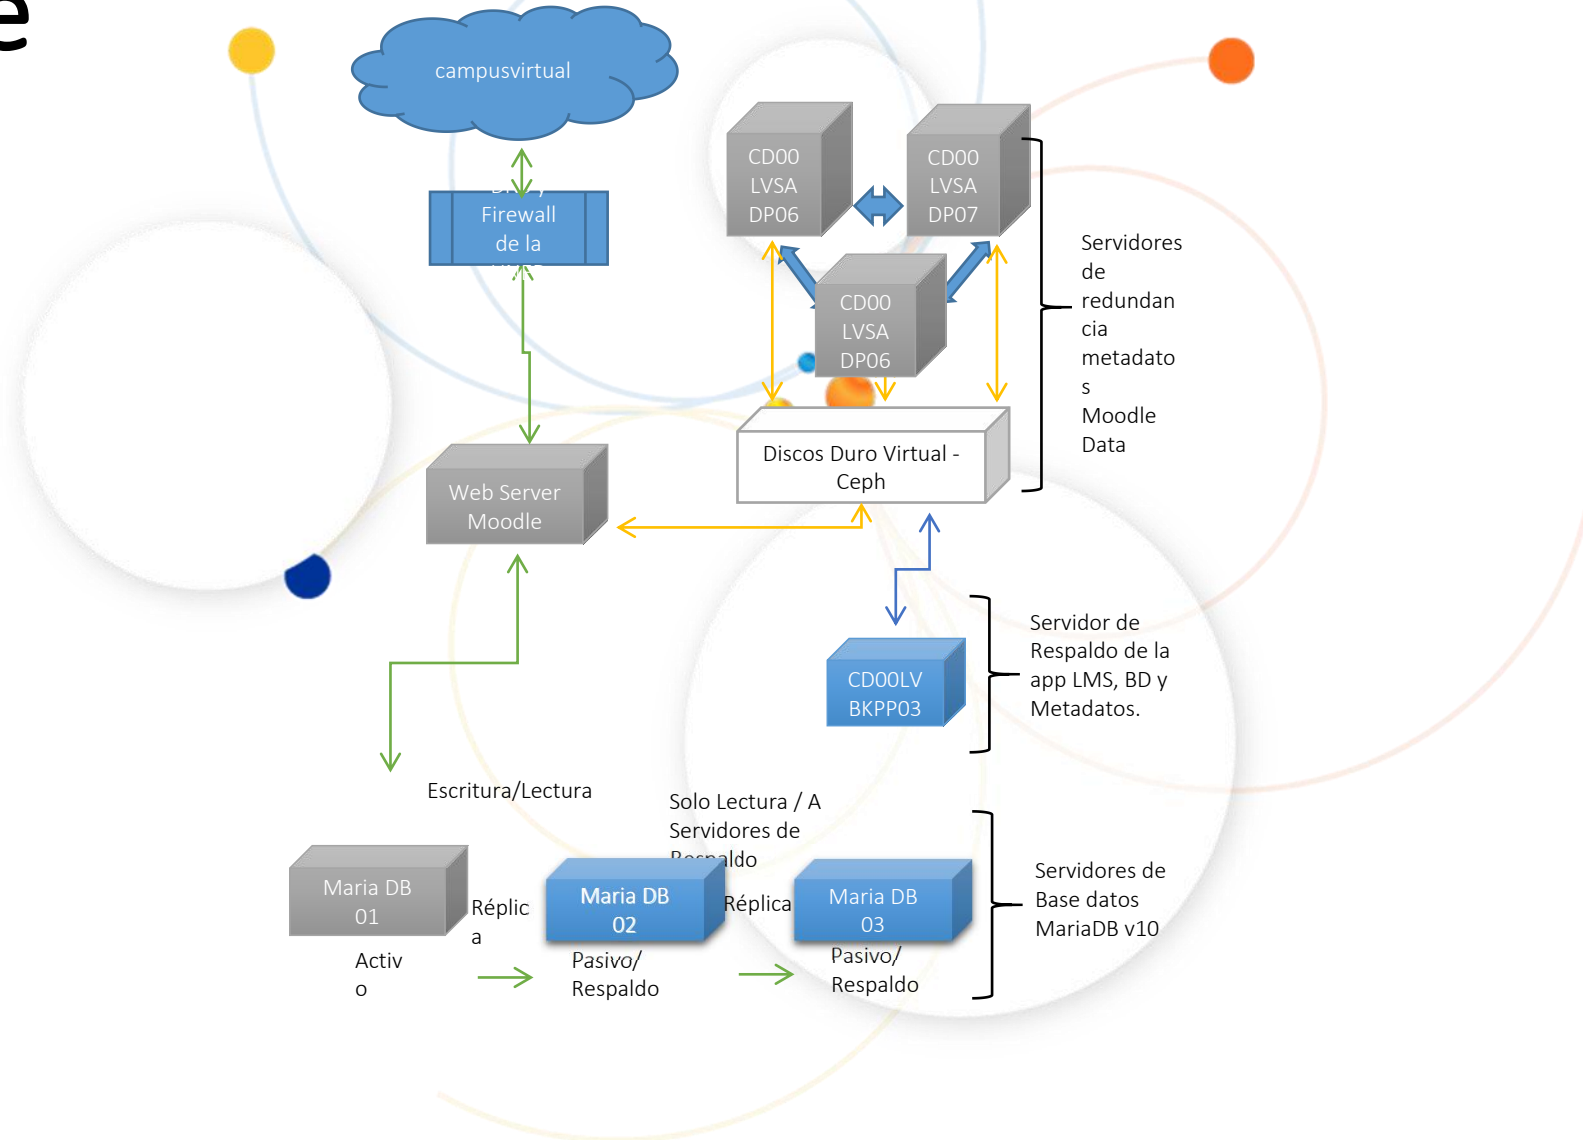 e
campusvirtual
Firewall
de la
CD00
LVSA
DP06
CD00
LVSA
DP07
CD00
LVSA
DP06
Servidores
de
redundan
cia
metadato
s
Moodle
Data
Discos Duro Virtual -
Ceph
Web Server
Moodle
CD00LV
BKPP03
Servidor de
Respaldo de la
app LMS, BD y
Metadatos.
Escritura/Lectura
Solo Lectura / A
Servidores de
Respaldo
Maria DB
01
Réplic
a
Maria DB
02
Réplica
Maria DB
03
Servidores de
Base datos
MariaDB v10
Activ
o
Pasivo/
Respaldo
Pasivo/
Respaldo